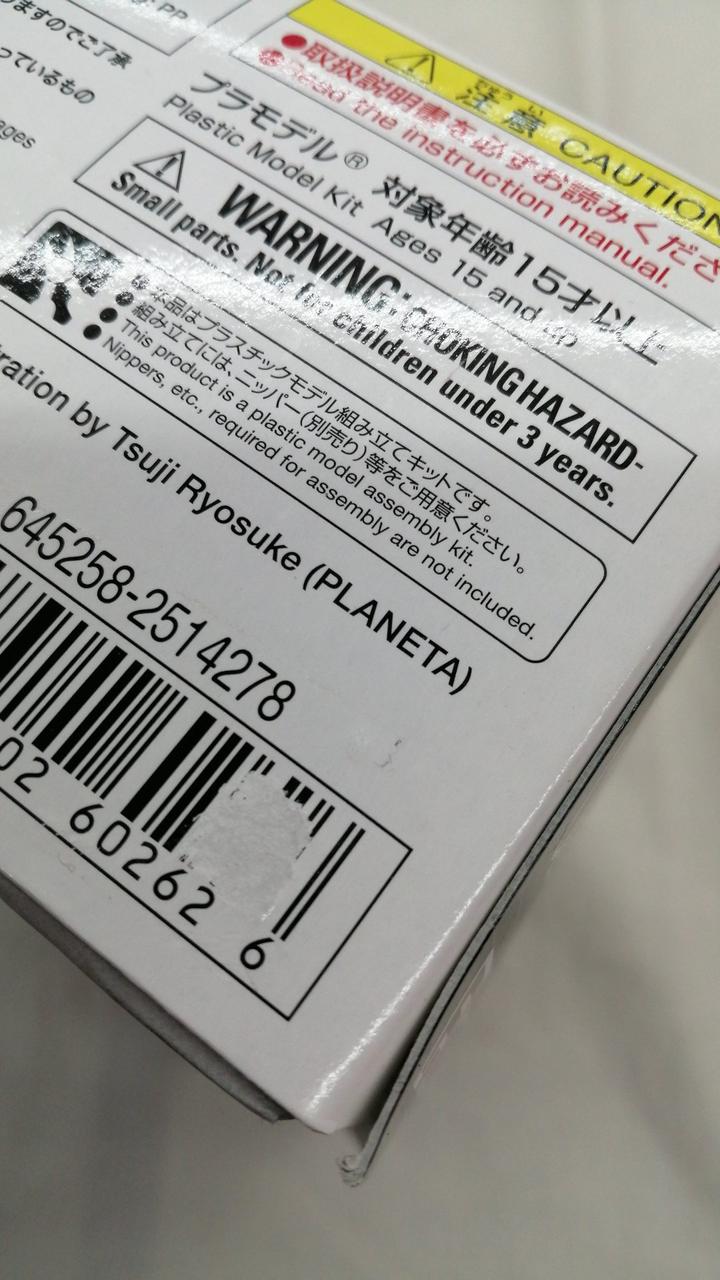 : PP
ますのでご了承
っているもの
ages
注意 CAUTION
ちゅうい
●取扱説明書を必ずお読みくださ
●Read the instruction manual.
プラモデル® 対象年齢15才以上
Plastic Model Kit Ages 15 and up
WARNING: CHOKING HAZARD-
Small parts. Not for children under 3 years.
●本品はプラスチックモデル組み立てキットです。
組み立てには、ニッパー(別売り)等をご用意ください。
●This product is a plastic model assembly kit.
Nippers, etc., required for assembly are not included.
ration by Tsuji Ryosuke (PLANETA)
645258-2514278
02 60262 6